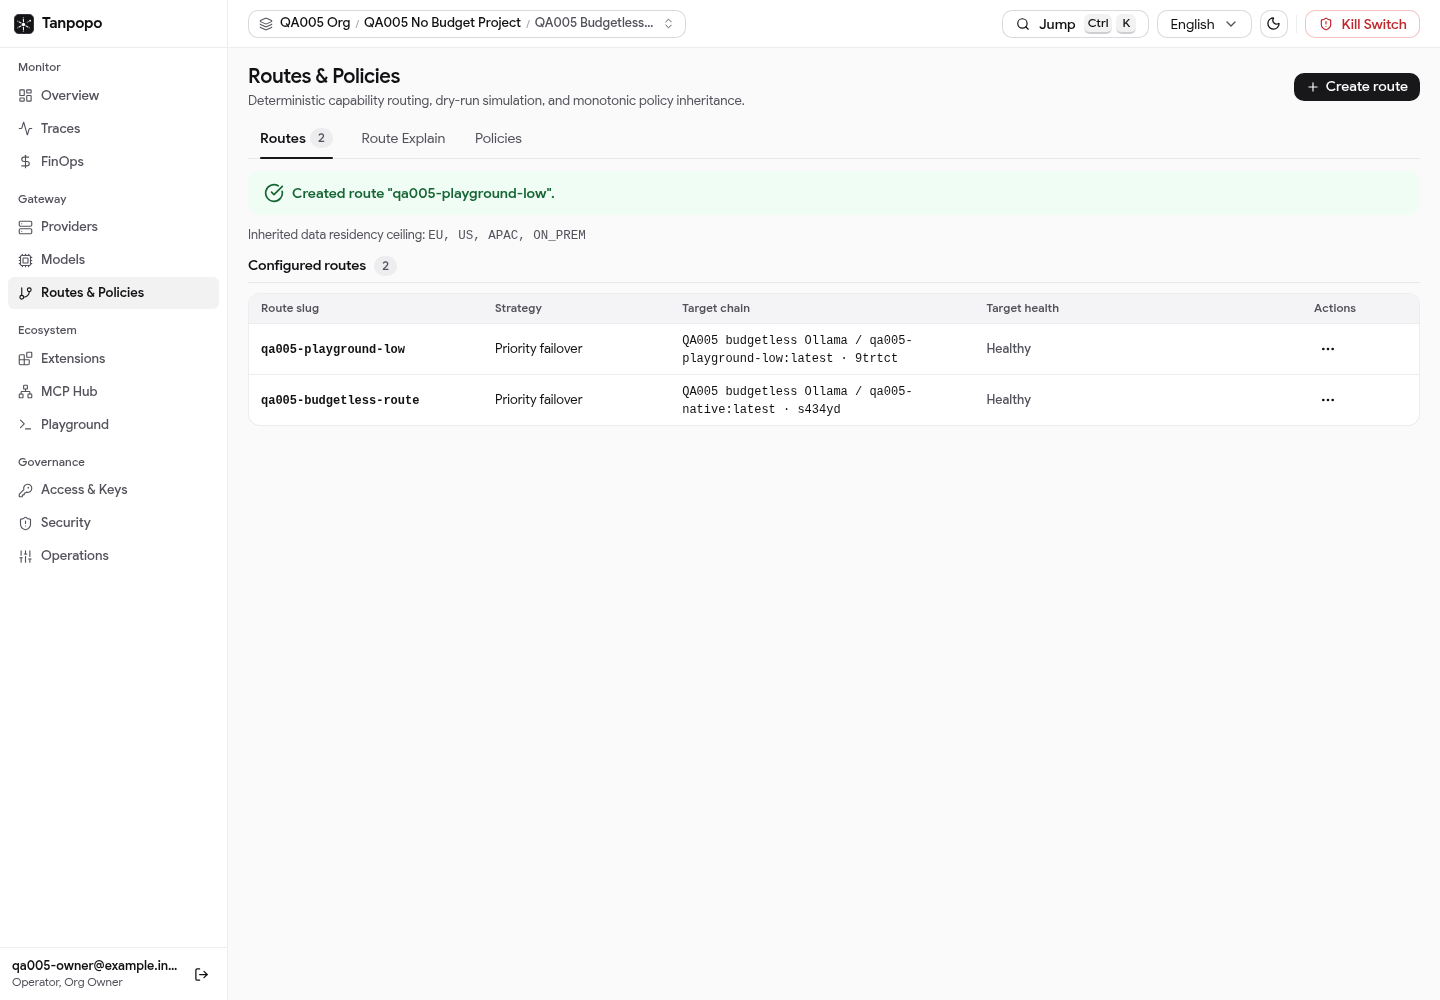 Tanpopo
QA005 Org / QA005 No Budget Project / QA005 Budgetless...
Jump Ctrl K
English
Kill Switch
Monitor
Overview
Traces
FinOps
Gateway
Providers
Models
Routes & Policies
Ecosystem
Extensions
MCP Hub
Playground
Governance
Access & Keys
Security
Operations
qa005-owner@example.in...
Operator, Org Owner
Routes & Policies
Deterministic capability routing, dry-run simulation, and monotonic policy inheritance.
Create route
Routes 2
Route Explain
Policies
Created route "qa005-playground-low".
Inherited data residency ceiling: EU, US, APAC, ON_PREM
Configured routes 2
Route slug Strategy Target chain Target health Actions
qa005-playground-low Priority failover QA005 budgetless Ollama / qa005-
playground-low:latest · 9trtct Healthy ···
qa005-budgetless-route Priority failover QA005 budgetless Ollama / qa005-
native:latest · s434yd Healthy ···